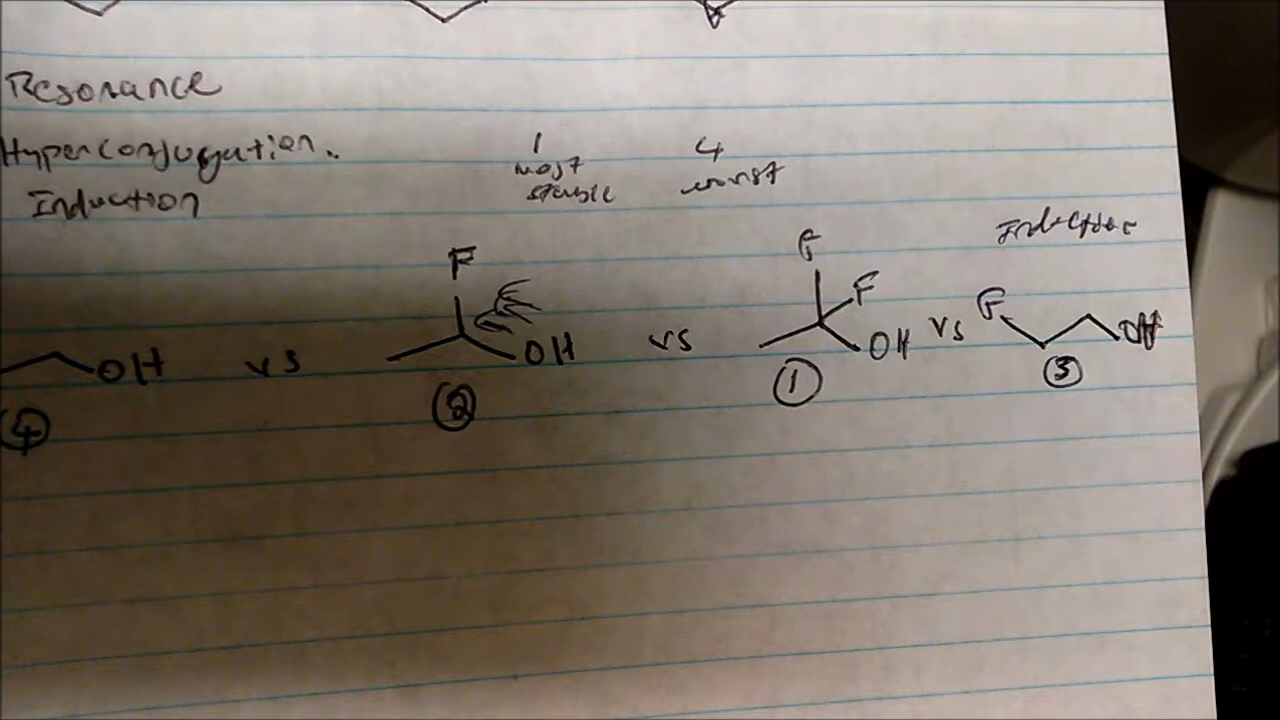 Resonance
Hyperconjugation.
Induction
1
most
stable
4
worst
Induction
F
OH
vs
OH
vs
F
F
OH
vs
F
OH
4
2
1
3